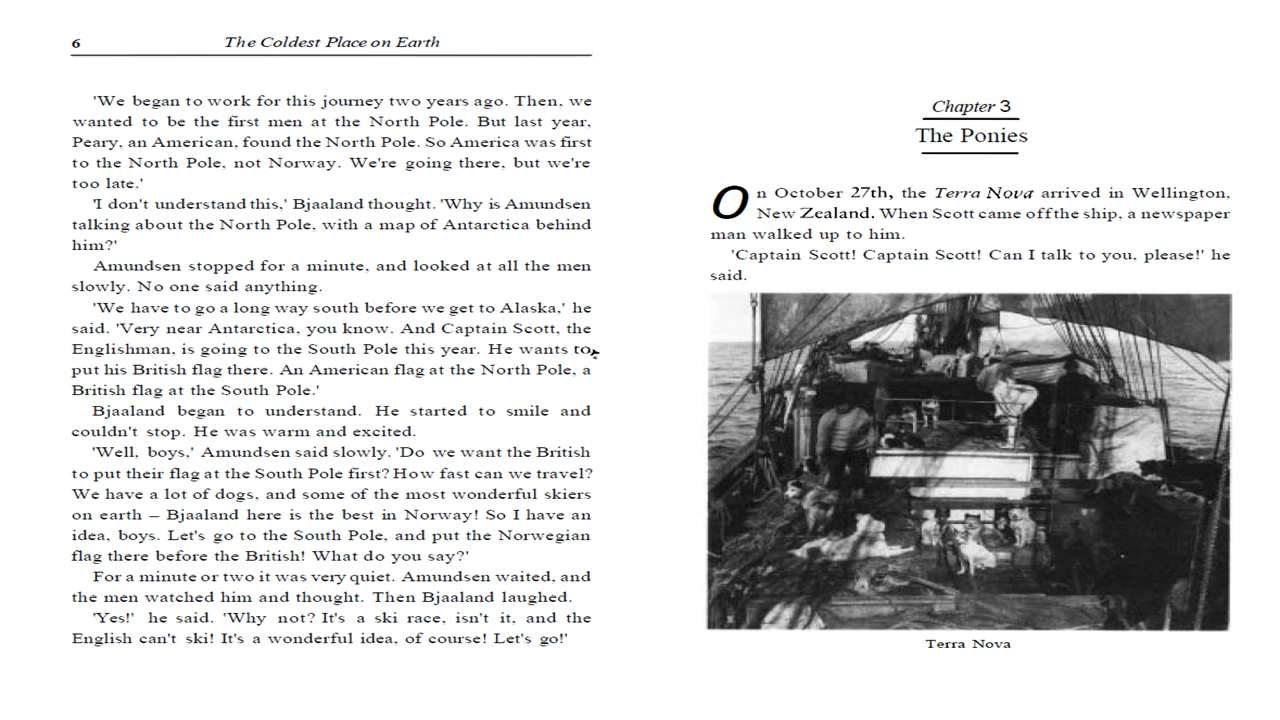 6
The Coldest Place on Earth
'We began to work for this journey two years ago. Then, we
wanted to be the first men at the North Pole. But last year,
Peary, an American, found the North Pole. So America was first
to the North Pole, not Norway. We're going there, but we're
too late.'
'I don't understand this,' Bjaaland thought. 'Why is Amundsen
talking about the North Pole, with a map of Antarctica behind
him?'
Amundsen stopped for a minute, and looked at all the men
slowly. No one said anything.
'We have to go a long way south before we get to Alaska,' he
said. 'Very near Antarctica, you know. And Captain Scott, the
Englishman, is going to the South Pole this year. He wants to
put his British flag there. An American flag at the North Pole, a
British flag at the South Pole.'
Bjaaland began to understand. He started to smile and
couldn't stop. He was warm and excited.
'Well, boys,' Amundsen said slowly. 'Do we want the British
to put their flag at the South Pole first? How fast can we travel?
We have a lot of dogs, and some of the most wonderful skiers
on earth – Bjaaland here is the best in Norway! So I have an
idea, boys. Let's go to the South Pole, and put the Norwegian
flag there before the British! What do you say?'
For a minute or two it was very quiet. Amundsen waited, and
the men watched him and thought. Then Bjaaland laughed.
'Yes!' he said. 'Why not? It's a ski race, isn't it, and the
English can't ski! It's a wonderful idea, of course! Let's go!'
Chapter 3
The Ponies
On October 27th, the Terra Nova arrived in Wellington,
New Zealand. When Scott came off the ship, a newspaper
man walked up to him.
'Captain Scott! Captain Scott! Can I talk to you, please!' he
said.
Terra Nova